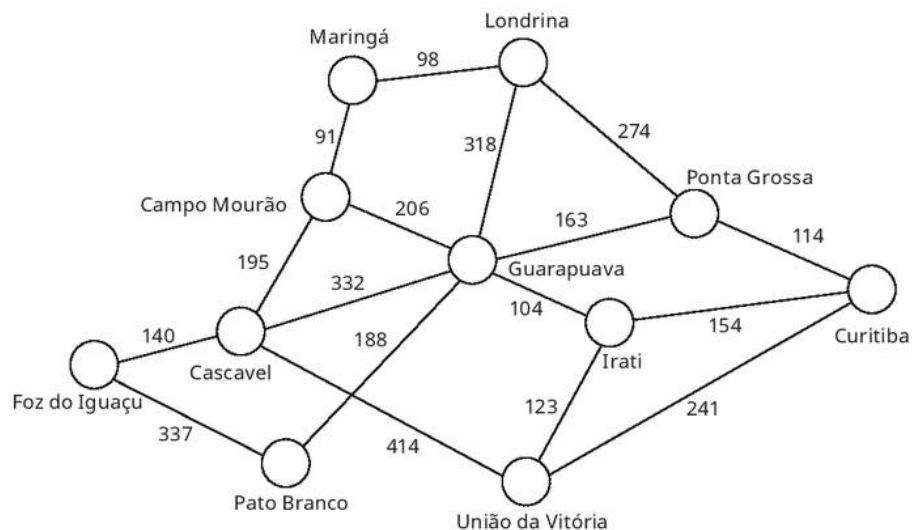 Londrina
Maringá
98
274
91
318
Ponta Grossa
Campo Mourão
206
163
114
195
332
Guarapuava
104
154
Curitiba
140
188
Irati
Cascavel
Foz do Iguaçu
123
241
337
414
Pato Branco
União da Vitória